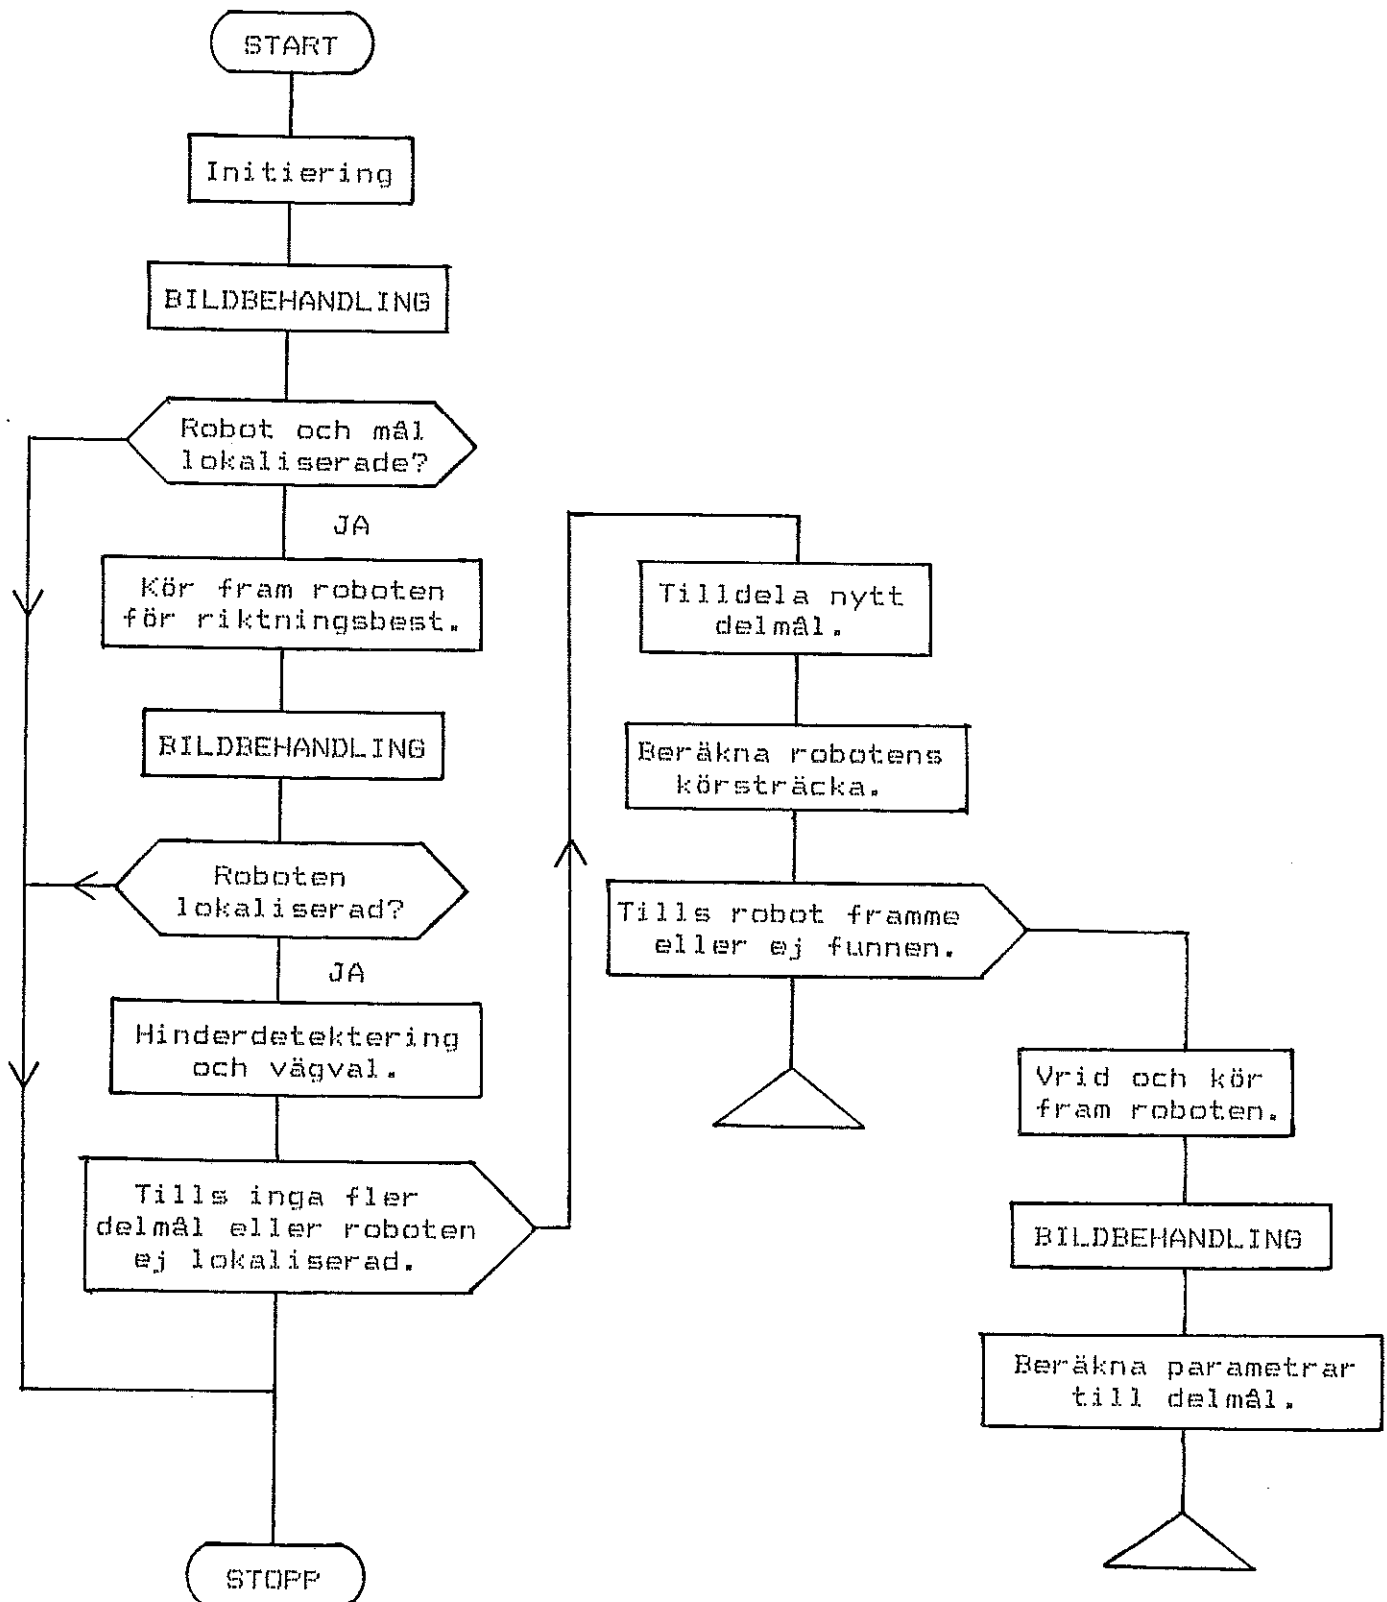 START
Initiering
BILDBEHANDLING
Robot och mål
lokaliserade?
JA
Kör fram roboten
för riktningsbest.
BILDBEHANDLING
Roboten
lokaliserad?
JA
Hinderdetektering
och vägval.
Tills inga fler
delmål eller roboten
ej lokaliserad.
STOPP
Tilldela nytt
delmål.
Beräkna robotens
körsträcka.
Tills robot framme
eller ej funnen.
Vrid och kör
fram roboten.
BILDBEHANDLING
Beräkna parametrar
till delmål.